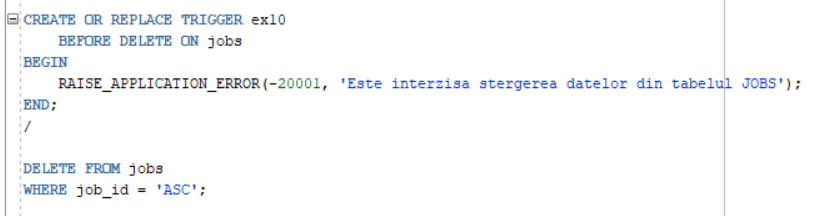 CREATE OR REPLACE TRIGGER ex10
BEFORE DELETE ON jobs
BEGIN
RAISE_APPLICATION_ERROR(-20001, 'Este interzisa stergerea datelor din tabelul JOBS');
END;
/
DELETE FROM jobs
WHERE job_id = 'ASC';